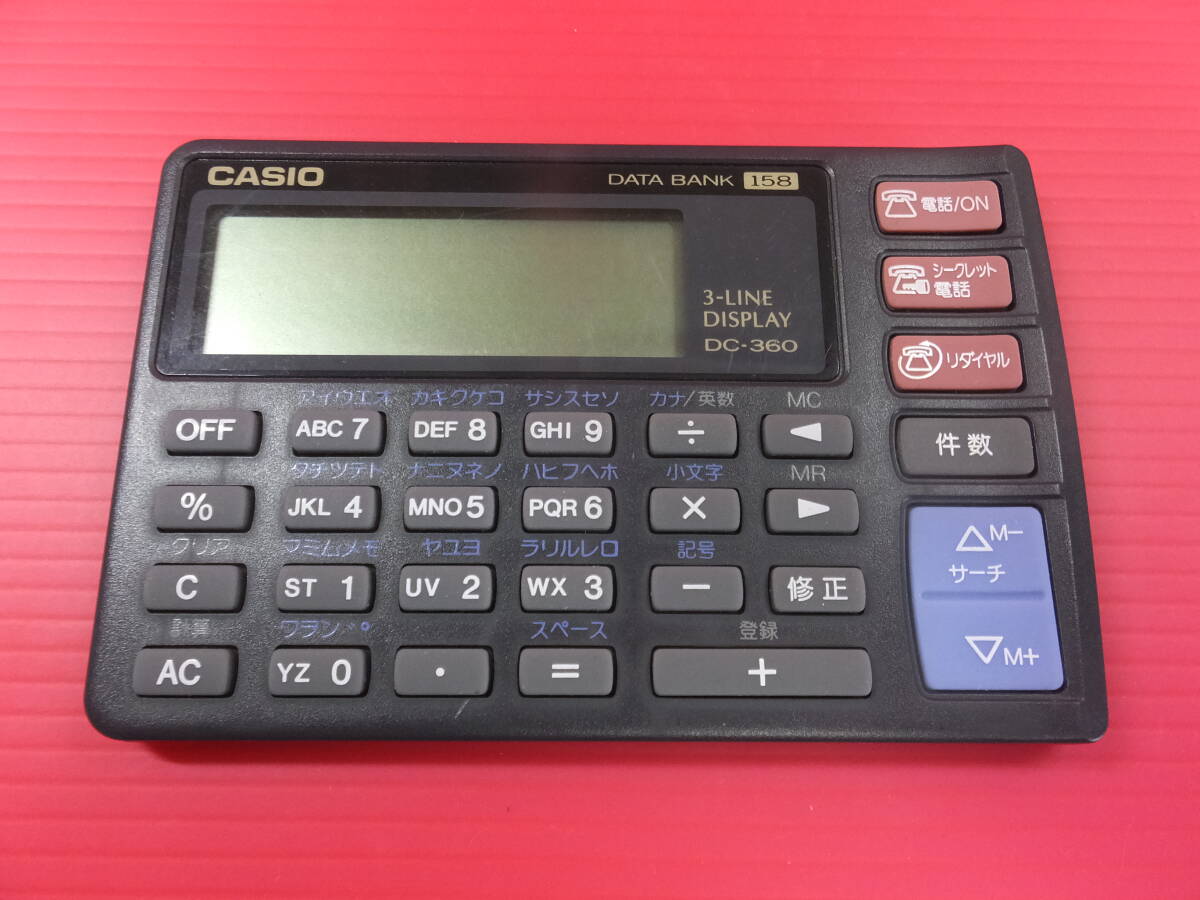 CASIO
DATA BANK 158
3-LINE
DISPLAY
DC-360
電話/ON
シークレット
電話
リダイヤル
件数
アイウエオ カキクケコ サシスセソ カナ/英数 MC
OFF ABC 7 DEF 8 GHI 9 ÷ ◀
タチツテト ナニヌネノ ハヒフヘホ 小文字 MR
% JKL 4 MNO 5 PQR 6 × ▶
クリア マミムメモ ヤユヨ ラリルレロ 記号
C ST 1 UV 2 WX 3 − 修正
計算 ワヲン゛゜ スペース 登録
AC YZ 0 · = +
△M−
サーチ
▽M+